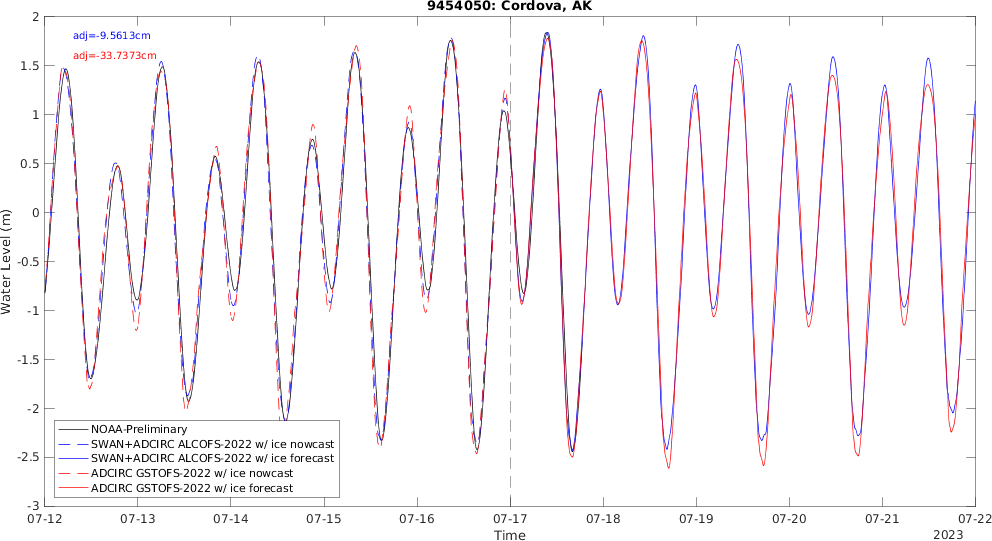 9454050: Cordova, AK
adj=-9.5613cm
adj=-33.7373cm
Water Level (m)
2
1.5
1
0.5
0
-0.5
-1
-1.5
-2
-2.5
-3
NOAA-Preliminary
SWAN+ADCIRC ALCOFS-2022 w/ ice nowcast
SWAN+ADCIRC ALCOFS-2022 w/ ice forecast
ADCIRC GSTOFS-2022 w/ ice nowcast
ADCIRC GSTOFS-2022 w/ ice forecast
07-12 07-13 07-14 07-15 07-16 07-17 07-18 07-19 07-20 07-21 07-22
Time
2023